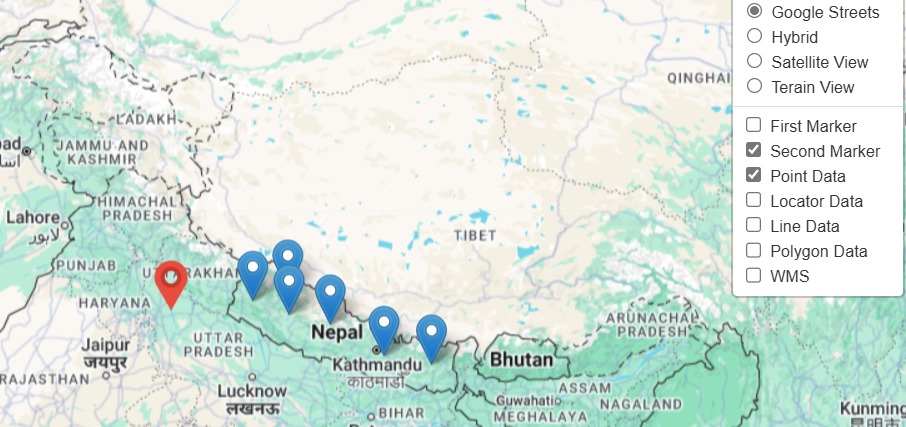 Google Streets
Hybrid
Satellite View
Terain View
First Marker
Second Marker
Point Data
Locator Data
Line Data
Polygon Data
WMS
QINGHAI
LADAKH
JAMMU AND
KASHMIR
HIMACHAL
PRADESH
Lahore
لاہور
TIBET
PUNJAB
HARYANA
ARUNACHAL
PRADESH
Nepal
UTTAR
PRADESH
Jaipur
जयपुर
Bhutan
Kathmandu
काठमाडौँ
RAJASTHAN
Lucknow
लखनऊ
ASSAM
Guwahati
NAGALAND
MEGHALAYA
BIHAR
Kunming